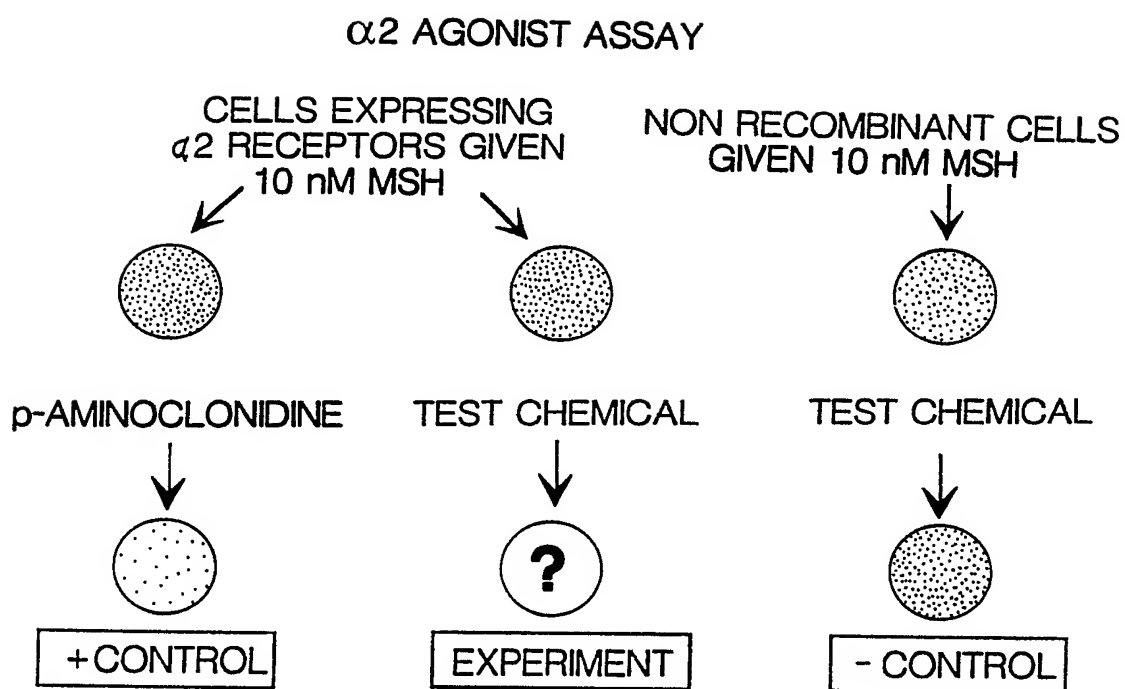 α2 AGONIST ASSAY
CELLS EXPRESSING
α2 RECEPTORS GIVEN
10 nM MSH
NON RECOMBINANT CELLS
GIVEN 10 nM MSH
p-AMINOCLONIDINE
TEST CHEMICAL
TEST CHEMICAL
?
+CONTROL
EXPERIMENT
- CONTROL